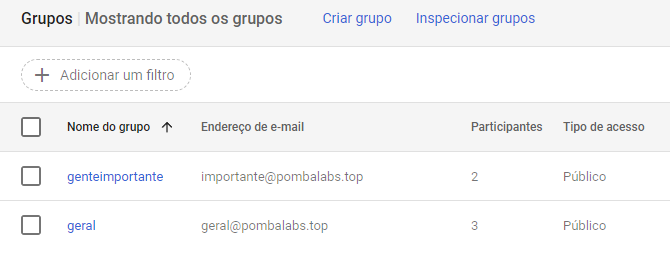 Grupos | Mostrando todos os grupos Criar grupo Inspecionar grupos
+ Adicionar um filtro
Nome do grupo ↑ Endereço de e-mail Participantes Tipo de acesso
genteimportante importante@pombalabs.top 2 Público
geral geral@pombalabs.top 3 Público